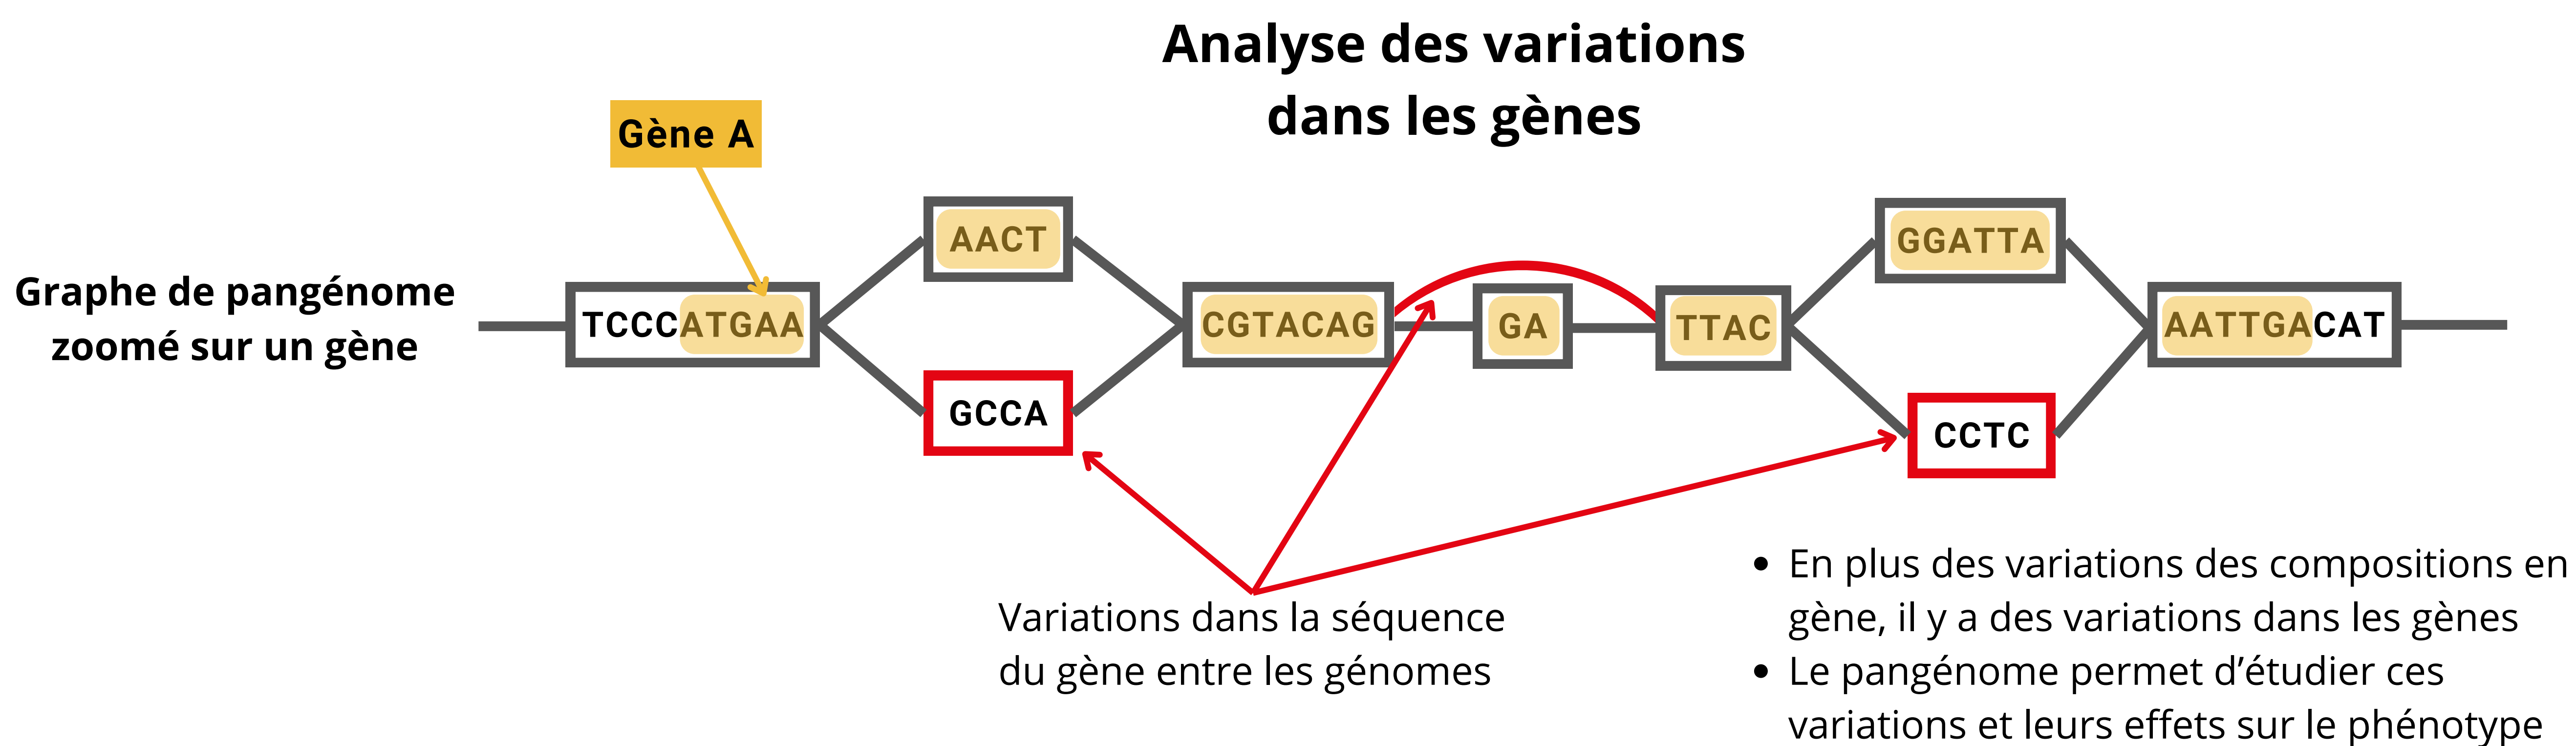 Analyse des variations
dans les gènes
Gène A
Graphe de pangénome
zoomé sur un gène
TCCCATGAA
AACT
GCCA
CGTACAG
GA
TTAC
GGATTA
CCTC
AATTGACAT
Variations dans la séquence
du gène entre les génomes
• En plus des variations des compositions en
gène, il y a des variations dans les gènes
• Le pangénome permet d’étudier ces
variations et leurs effets sur le phénotype